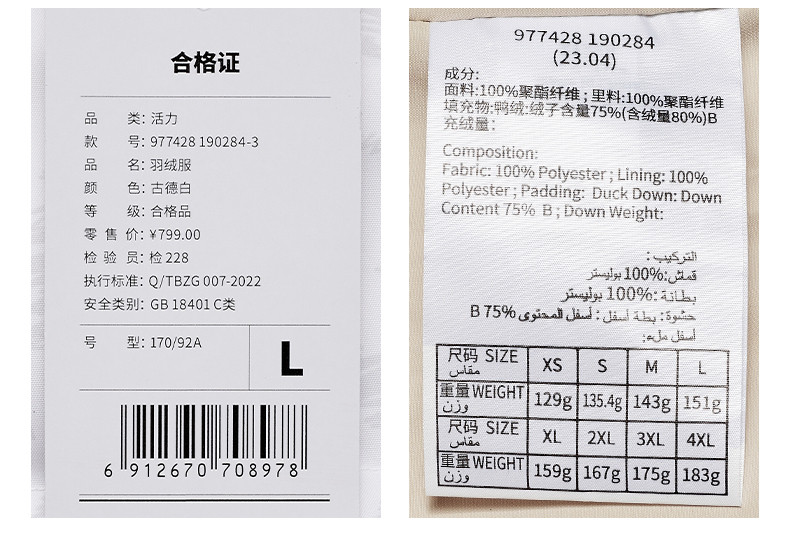 合格证
品 类: 活力
款 号: 977428 190284-3
品 名: 羽绒服
颜 色: 古德白
等 级: 合格品
零 售 价: ¥799.00
检 验 员: 检 228
执行标准: Q/TBZG 007-2022
安全类别: GB 18401 C类
号 型: 170/92A
L
6 912670 708978
977428 190284
(23.04)
成分:
面料:100%聚酯纤维 ; 里料:100%聚酯纤维
填充物:鸭绒:绒子含量75%(含绒量80%)B
充绒量:
Composition:
Fabric: 100% Polyester ; Lining: 100%
Polyester ; Padding: Duck Down: Down
Content 75% B ; Down Weight:
التركيب :
قماش:%100 بوليستر
بطانة :%100 بوليستر
حشوة: بطة أسفل : أسفل المحتوى %75 B
أسفل ملء:
尺码 SIZE XS S M L
مقاس
重量 WEIGHT 129g 135.4g 143g 151g
وزن
尺码 SIZE XL 2XL 3XL 4XL
مقاس
重量 WEIGHT 159g 167g 175g 183g
وزن